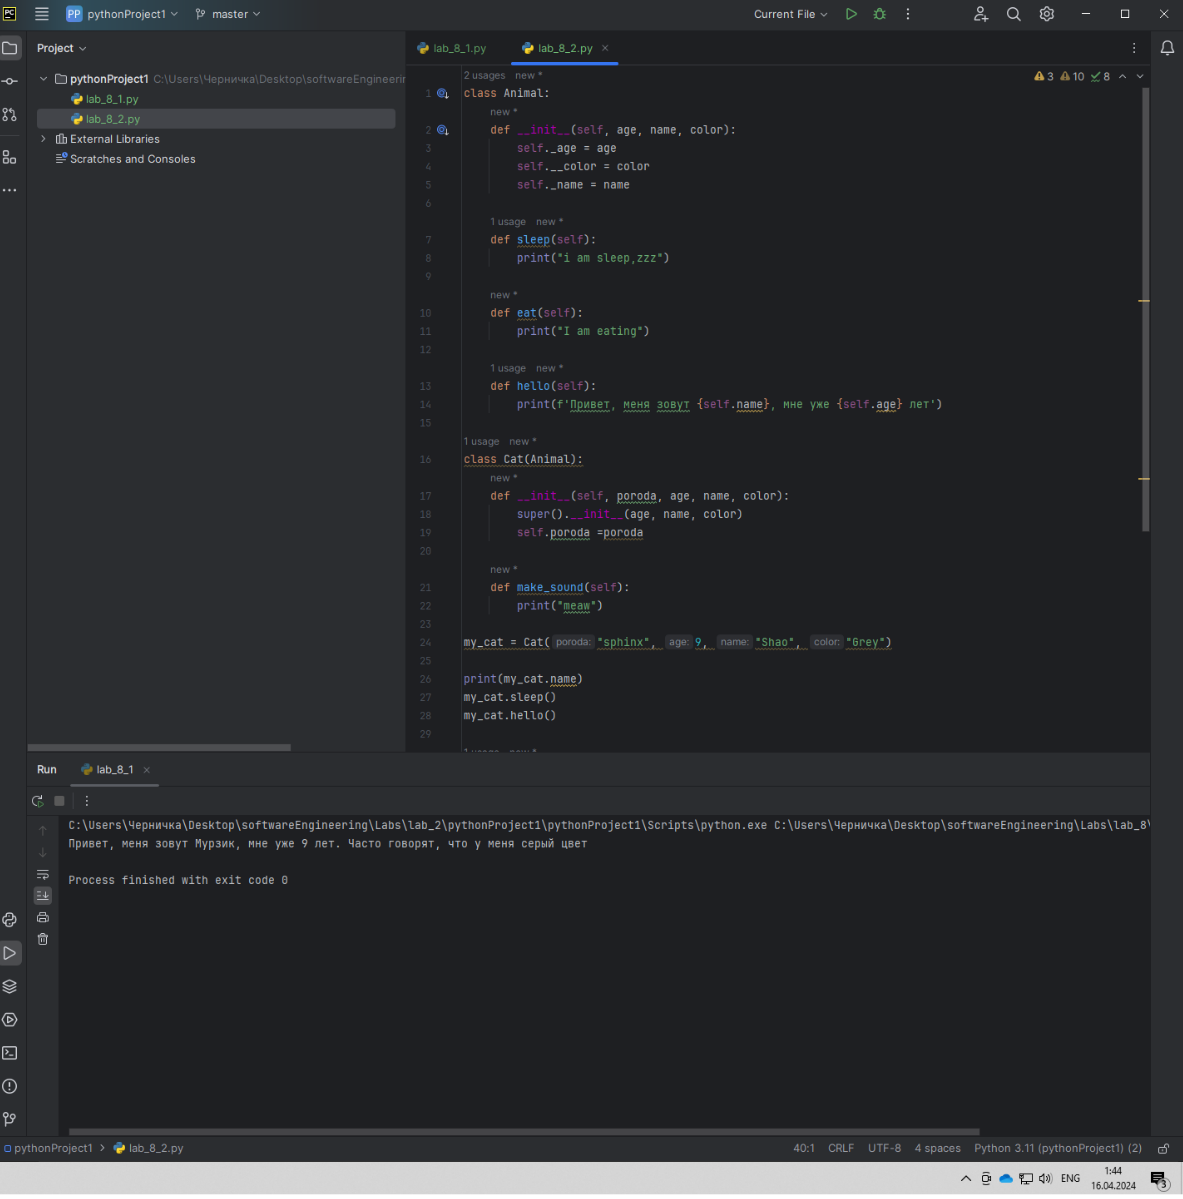 PC
PP pythonProject1 master Current File
Project
lab_8_1.py lab_8_2.py
pythonProject1 C:\Users\Черничка\Desktop\softwareEngineerin
lab_8_1.py
lab_8_2.py
External Libraries
Scratches and Consoles
3 10 8
2 usages new *
1 class Animal:
new *
2 def __init__(self, age, name, color):
3 self._age = age
4 self.__color = color
5 self._name = name
6
1 usage new *
7 def sleep(self):
8 print("i am sleep,zzz")
9
new *
10 def eat(self):
11 print("I am eating")
12
1 usage new *
13 def hello(self):
14 print(f'Привет, меня зовут {self.name}, мне уже {self.age} лет')
15
1 usage new *
16 class Cat(Animal):
new *
17 def __init__(self, poroda, age, name, color):
18 super().__init__(age, name, color)
19 self.poroda =poroda
20
new *
21 def make_sound(self):
22 print("meaw")
23
24 my_cat = Cat( poroda: "sphinx", age: 9, name: "Shao", color: "Grey")
25
26 print(my_cat.name)
27 my_cat.sleep()
28 my_cat.hello()
29
1 usage new *
Run lab_8_1
C:\Users\Черничка\Desktop\softwareEngineering\Labs\lab_2\pythonProject1\pythonProject1\Scripts\python.exe C:\Users\Черничка\Desktop\softwareEngineering\Labs\lab_8\
Привет, меня зовут Мурзик, мне уже 9 лет. Часто говорят, что у меня серый цвет
Process finished with exit code 0
pythonProject1 lab_8_2.py 40:1 CRLF UTF-8 4 spaces Python 3.11 (pythonProject1) (2)
ENG 1:44
16.04.2024 3